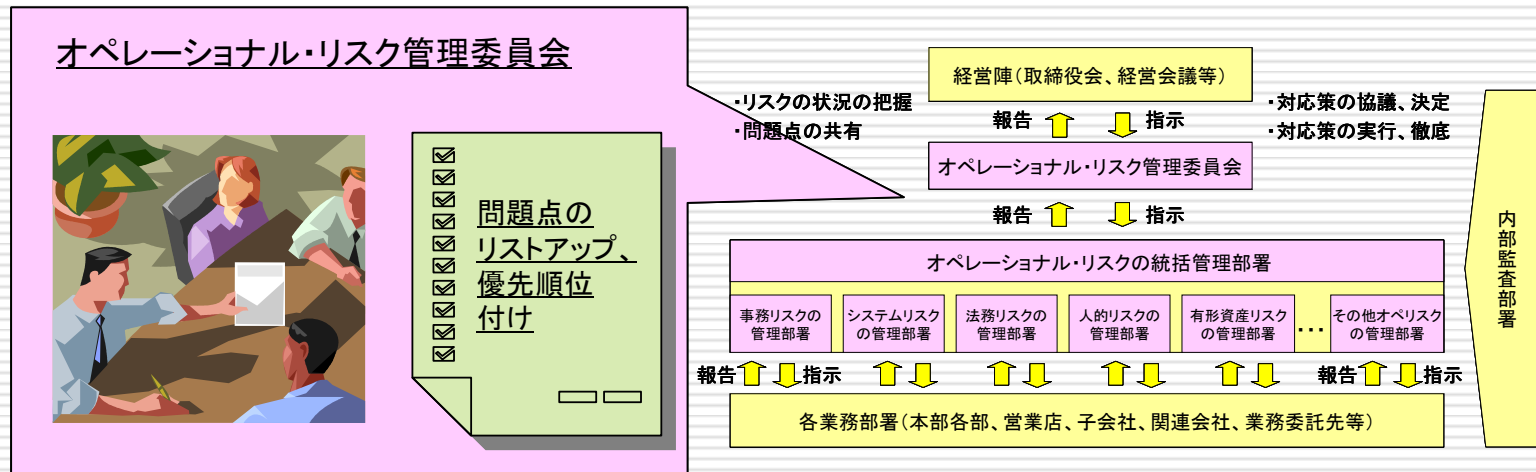 オペレーショナル・リスク管理委員会
問題点の
リストアップ、
優先順位
付け
経営陣（取締役会、経営会議等）
・リスクの状況の把握
・問題点の共有
報告
指示
・対応策の協議、決定
・対応策の実行、徹底
オペレーショナル・リスク管理委員会
報告
指示
オペレーショナル・リスクの統括管理部署
事務リスクの
管理部署
システムリスク
の管理部署
法務リスクの
管理部署
人的リスクの
管理部署
有形資産リスク
の管理部署
…
その他オペリスク
の管理部署
報告
指示
報告
指示
各業務部署（本部各部、営業店、子会社、関連会社、業務委託先等）
内部監査部署